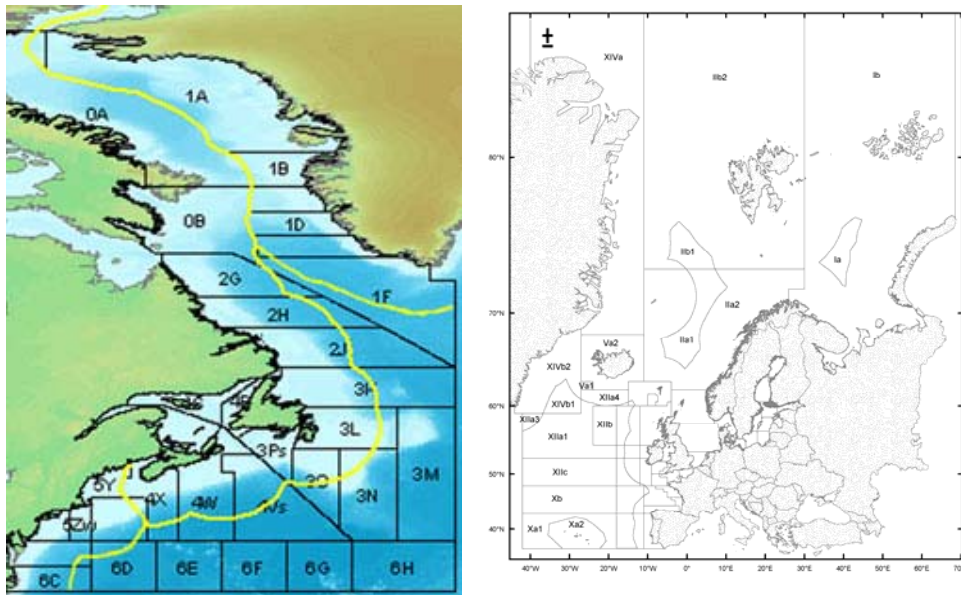 1A
0A
1B
0B
1D
2G
1F
2H
2J
3K
3L
3Ps
3M
5Y
3O
3N
4X
4W
4Vs
5Zw
6D
6E
6F
6G
6H
6C
±
XIVa
IIb2
Ib
80°N
IIb1
Ia
IIa2
70°N
IIa1
Va2
XIVb2
Va1
XIVb1
XIIa4
60°N
XIIa3
XIIb
XIIa1
XIIc
50°N
Xb
Xa1
Xa2
40°N
40°W
30°W
20°W
10°W
0°
10°E
20°E
30°E
40°E
50°E
60°E